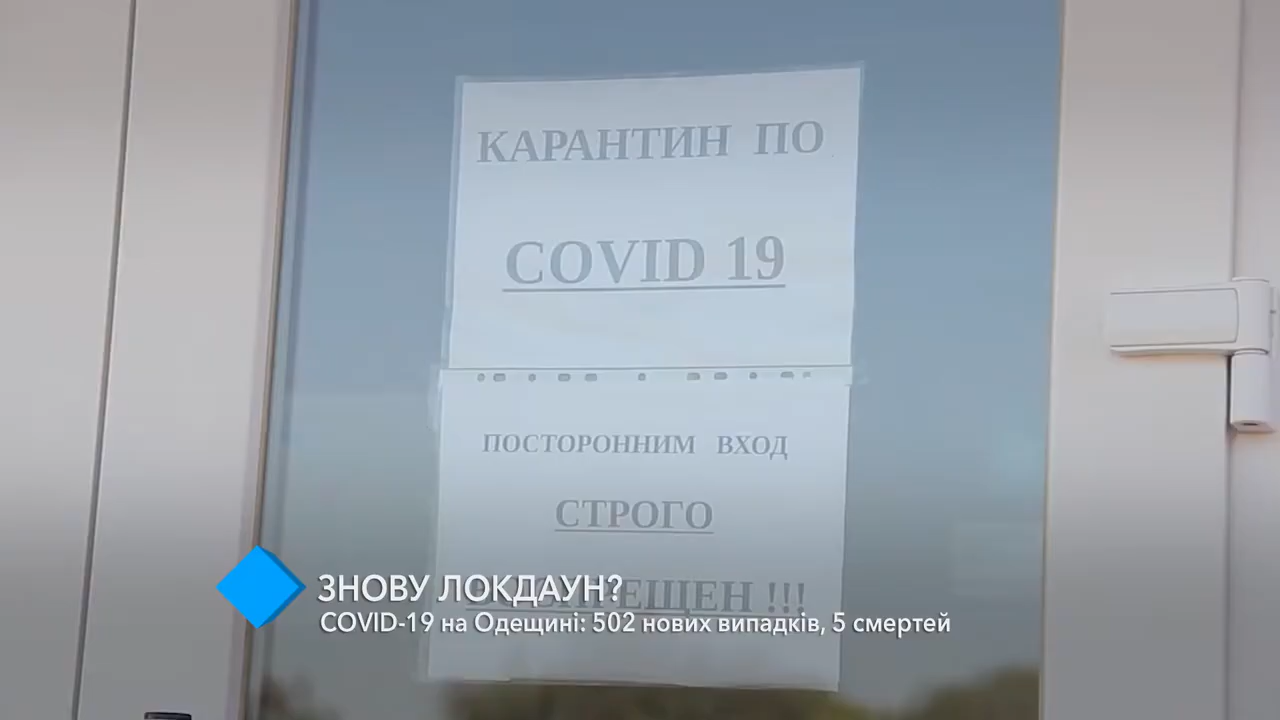 КАРАНТИН ПО
COVID 19
ПОСТОРОННИМ ВХОД
СТРОГО
!!!
ЗНОВУ ЛОКДАУН?
COVID-19 на Одещині: 502 нових випадків, 5 смертей